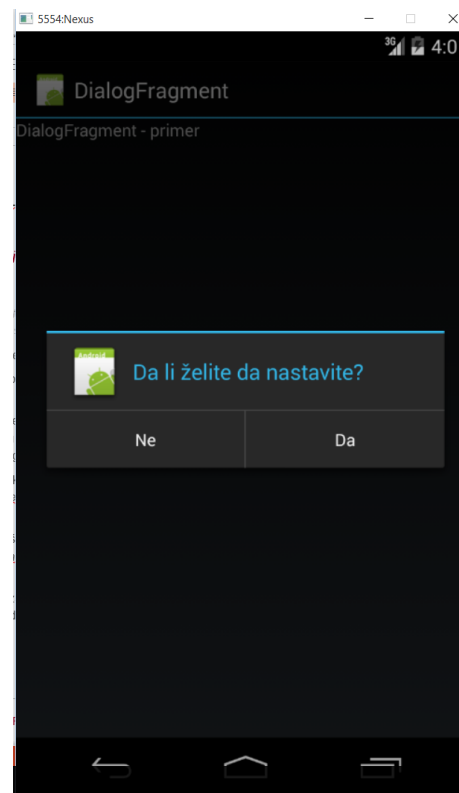 5554:Nexus
3G 4:0
DialogFragment
DialogFragment - primer
Android
Da li želite da nastavite?
Ne Da